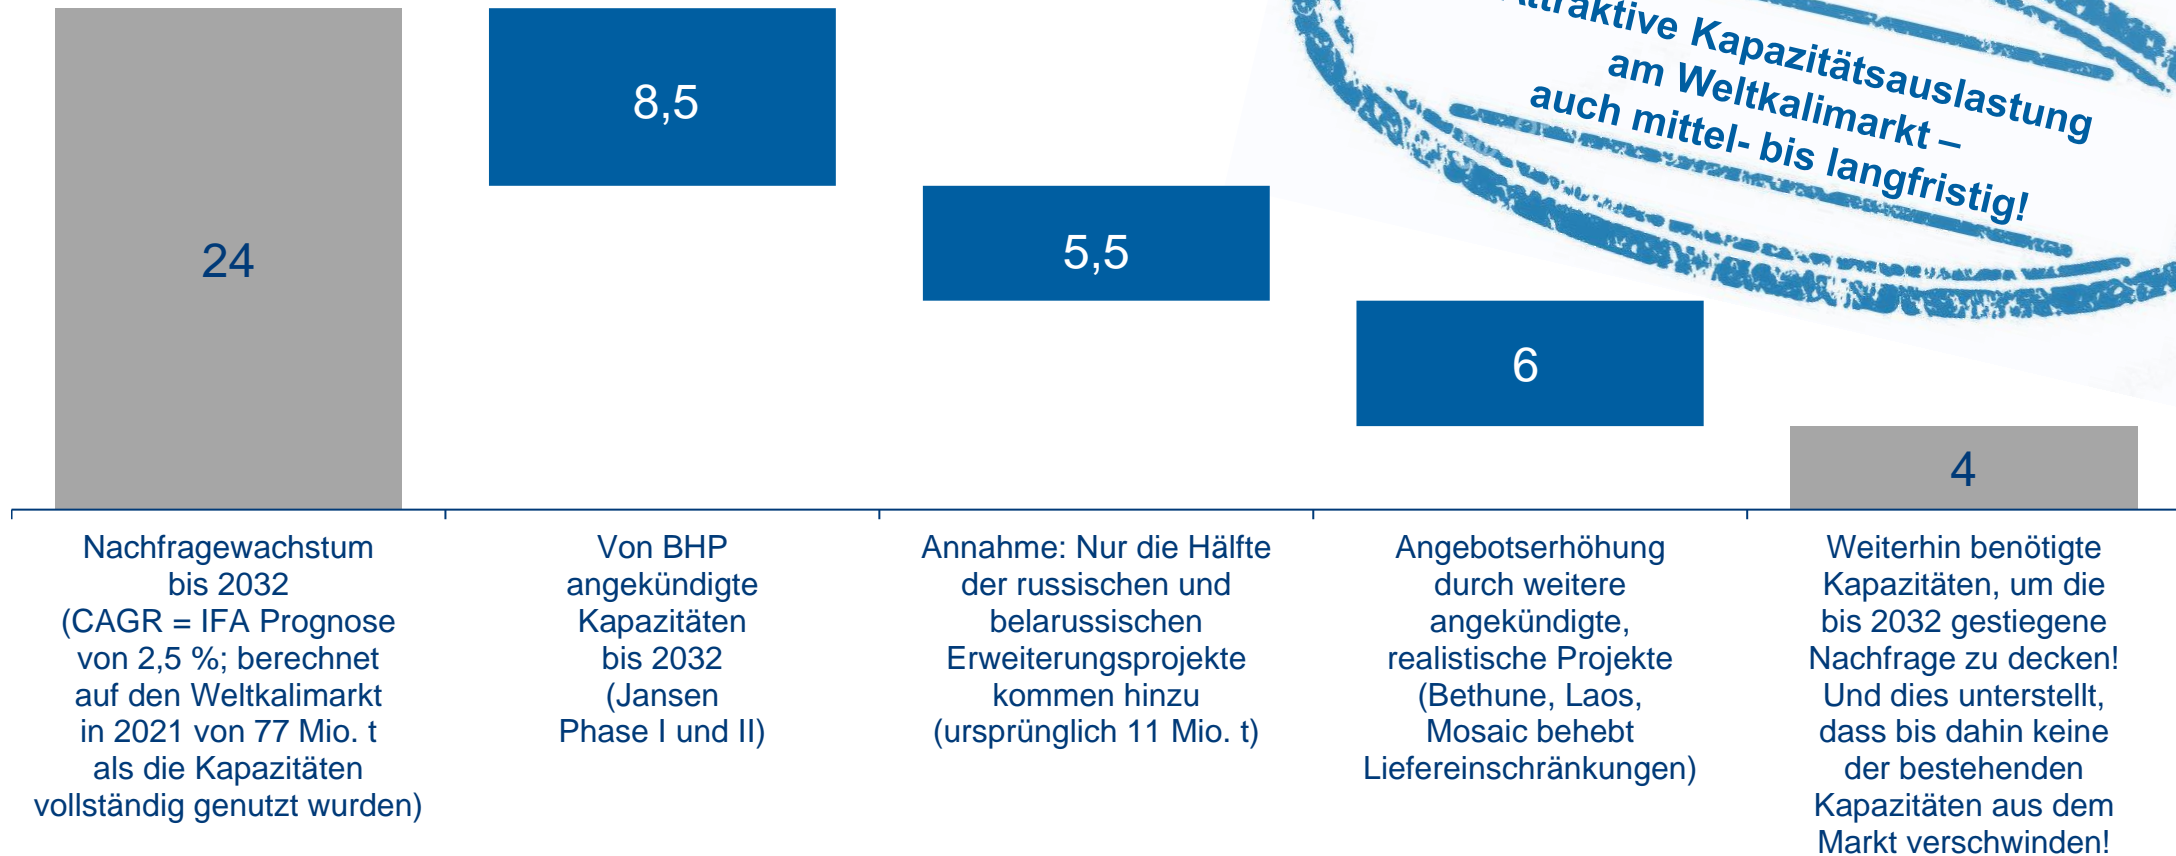 Attraktive Kapazitätsauslastung
am Weltkalimarkt –
auch mittel- bis langfristig!
24
8,5
5,5
6
4
Nachfragewachstum
bis 2032
(CAGR = IFA Prognose
von 2,5 %; berechnet
auf den Weltkalimarkt
in 2021 von 77 Mio. t
als die Kapazitäten
vollständig genutzt wurden)
Von BHP
angekündigte
Kapazitäten
bis 2032
(Jansen
Phase I und II)
Annahme: Nur die Hälfte
der russischen und
belarussischen
Erweiterungsprojekte
kommen hinzu
(ursprünglich 11 Mio. t)
Angebotserhöhung
durch weitere
angekündigte,
realistische Projekte
(Bethune, Laos,
Mosaic behebt
Liefereinschränkungen)
Weiterhin benötigte
Kapazitäten, um die
bis 2032 gestiegene
Nachfrage zu decken!
Und dies unterstellt,
dass bis dahin keine
der bestehenden
Kapazitäten aus dem
Markt verschwinden!